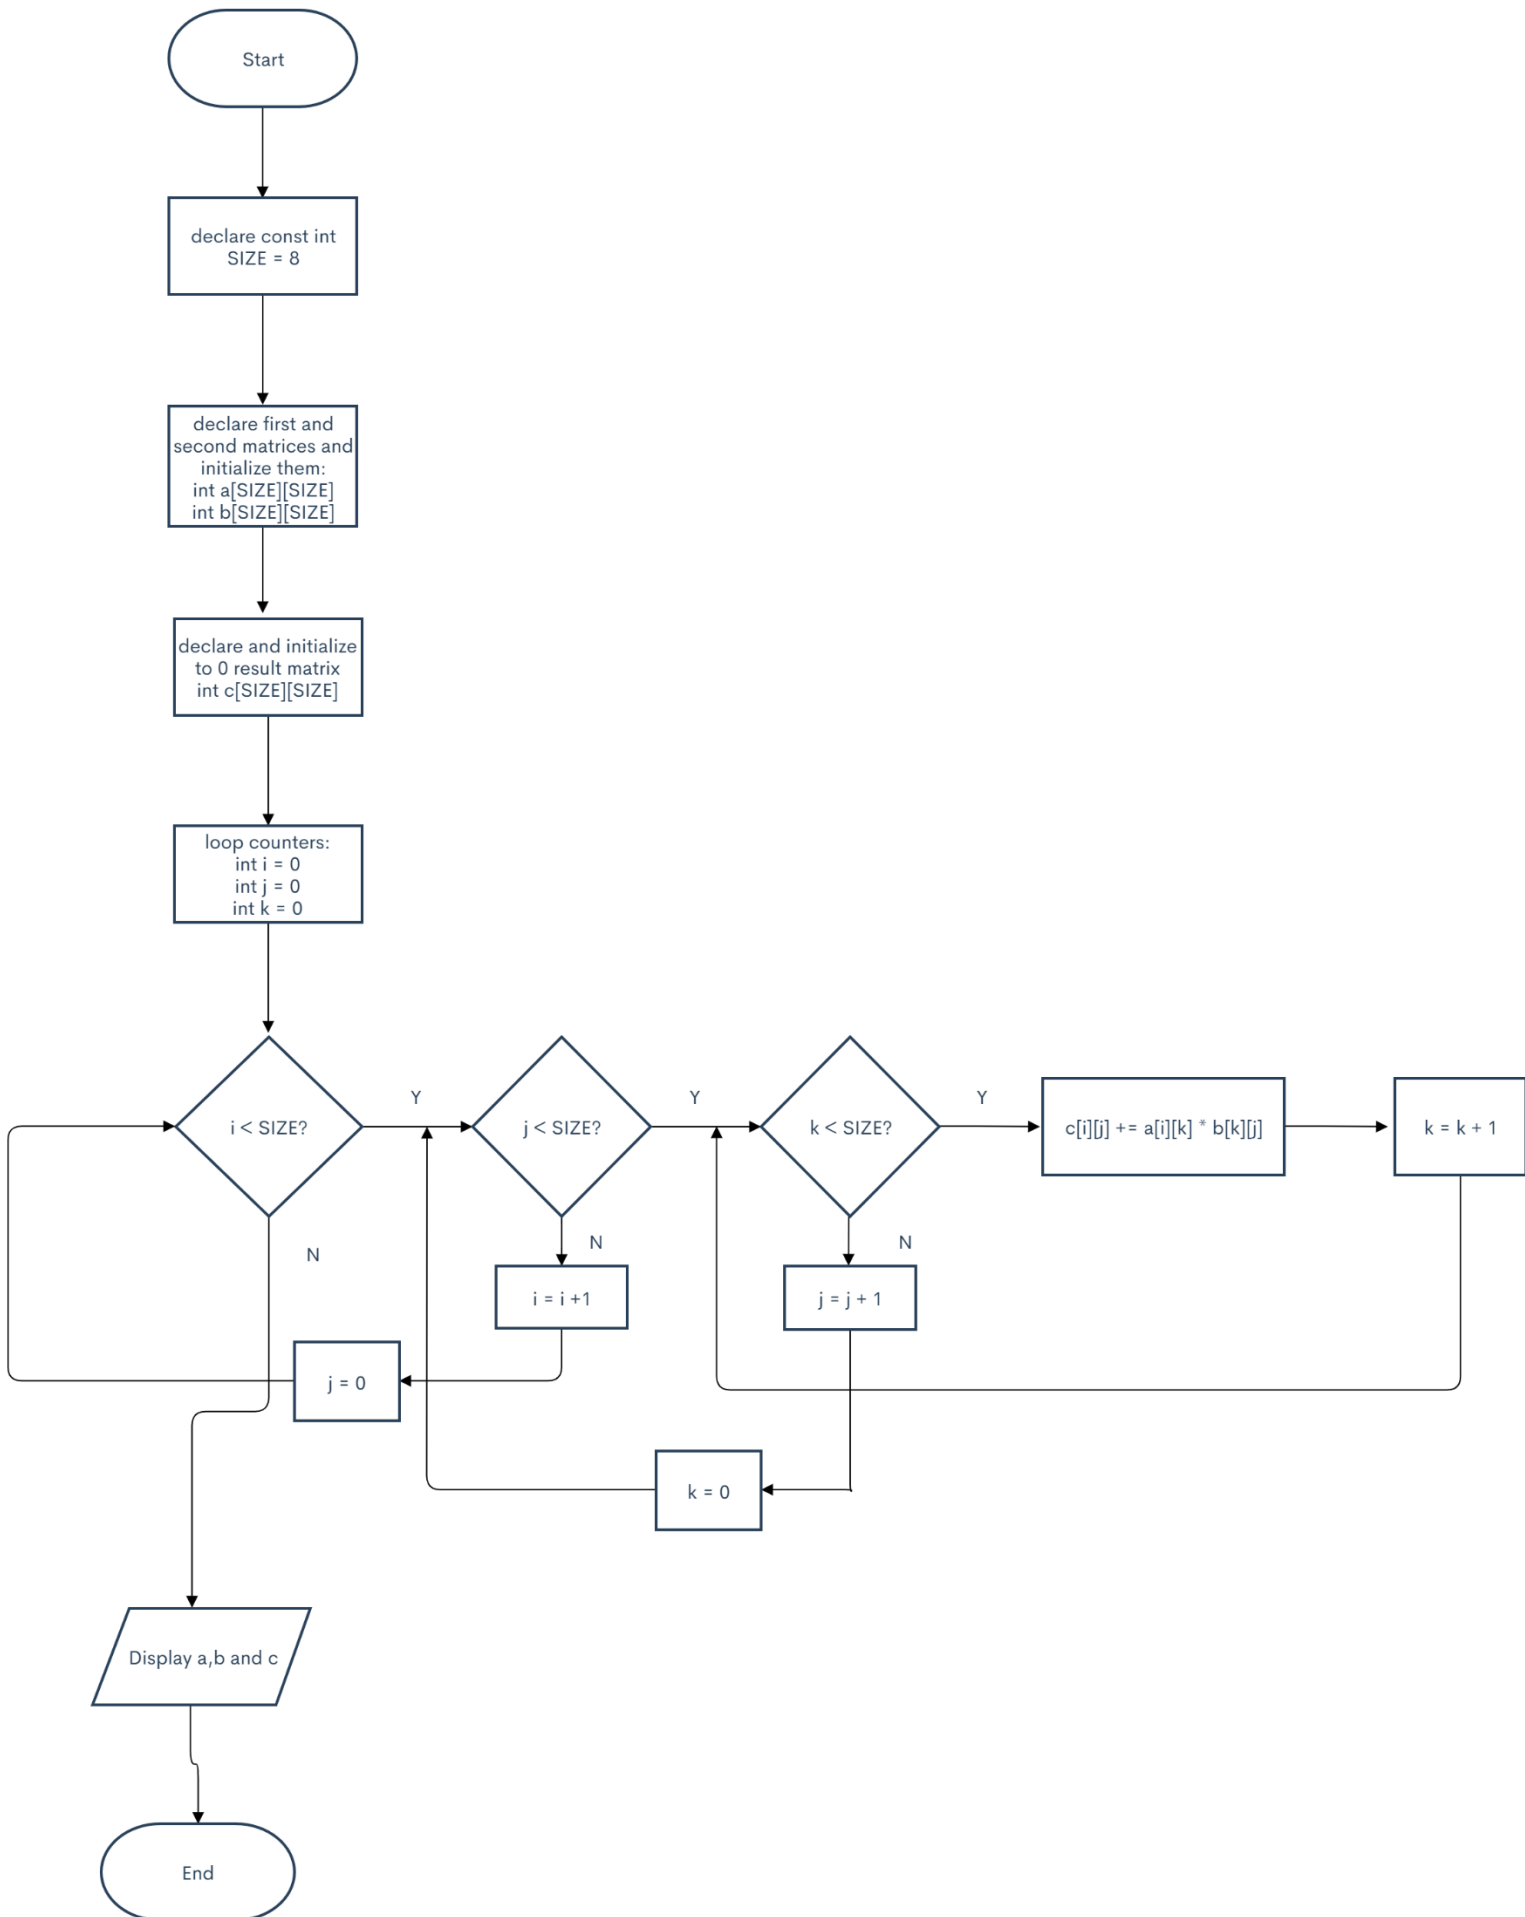 Start
declare const int
SIZE = 8
declare first and
second matrices and
initialize them:
int a[SIZE][SIZE]
int b[SIZE][SIZE]
declare and initialize
to 0 result matrix
int c[SIZE][SIZE]
loop counters:
int i = 0
int j = 0
int k = 0
i < SIZE?
Y
j < SIZE?
Y
k < SIZE?
Y
c[i][j] += a[i][k] * b[k][j]
k = k + 1
N
N
N
i = i +1
j = j + 1
j = 0
k = 0
Display a,b and c
End